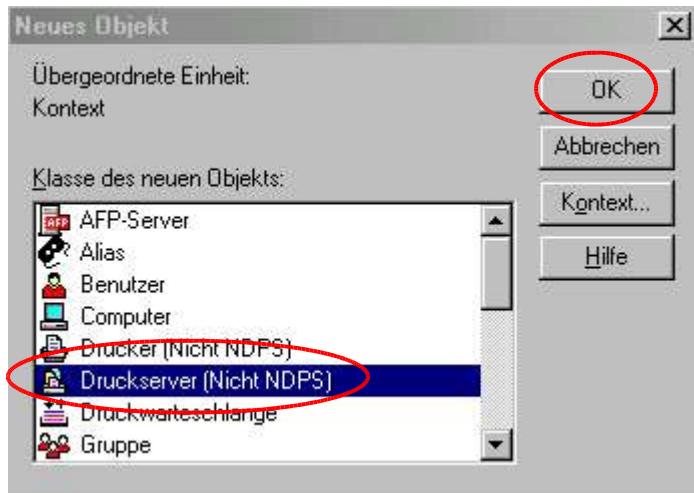 Neues Objekt
Übergeordnete Einheit:
Kontext
OK
Abbrechen
Kontext...
Hilfe
Klasse des neuen Objekts:
AFP AFP-Server
Alias
Benutzer
Computer
Drucker (Nicht NDPS)
Druckserver (Nicht NDPS)
Druckwarteschlange
Gruppe